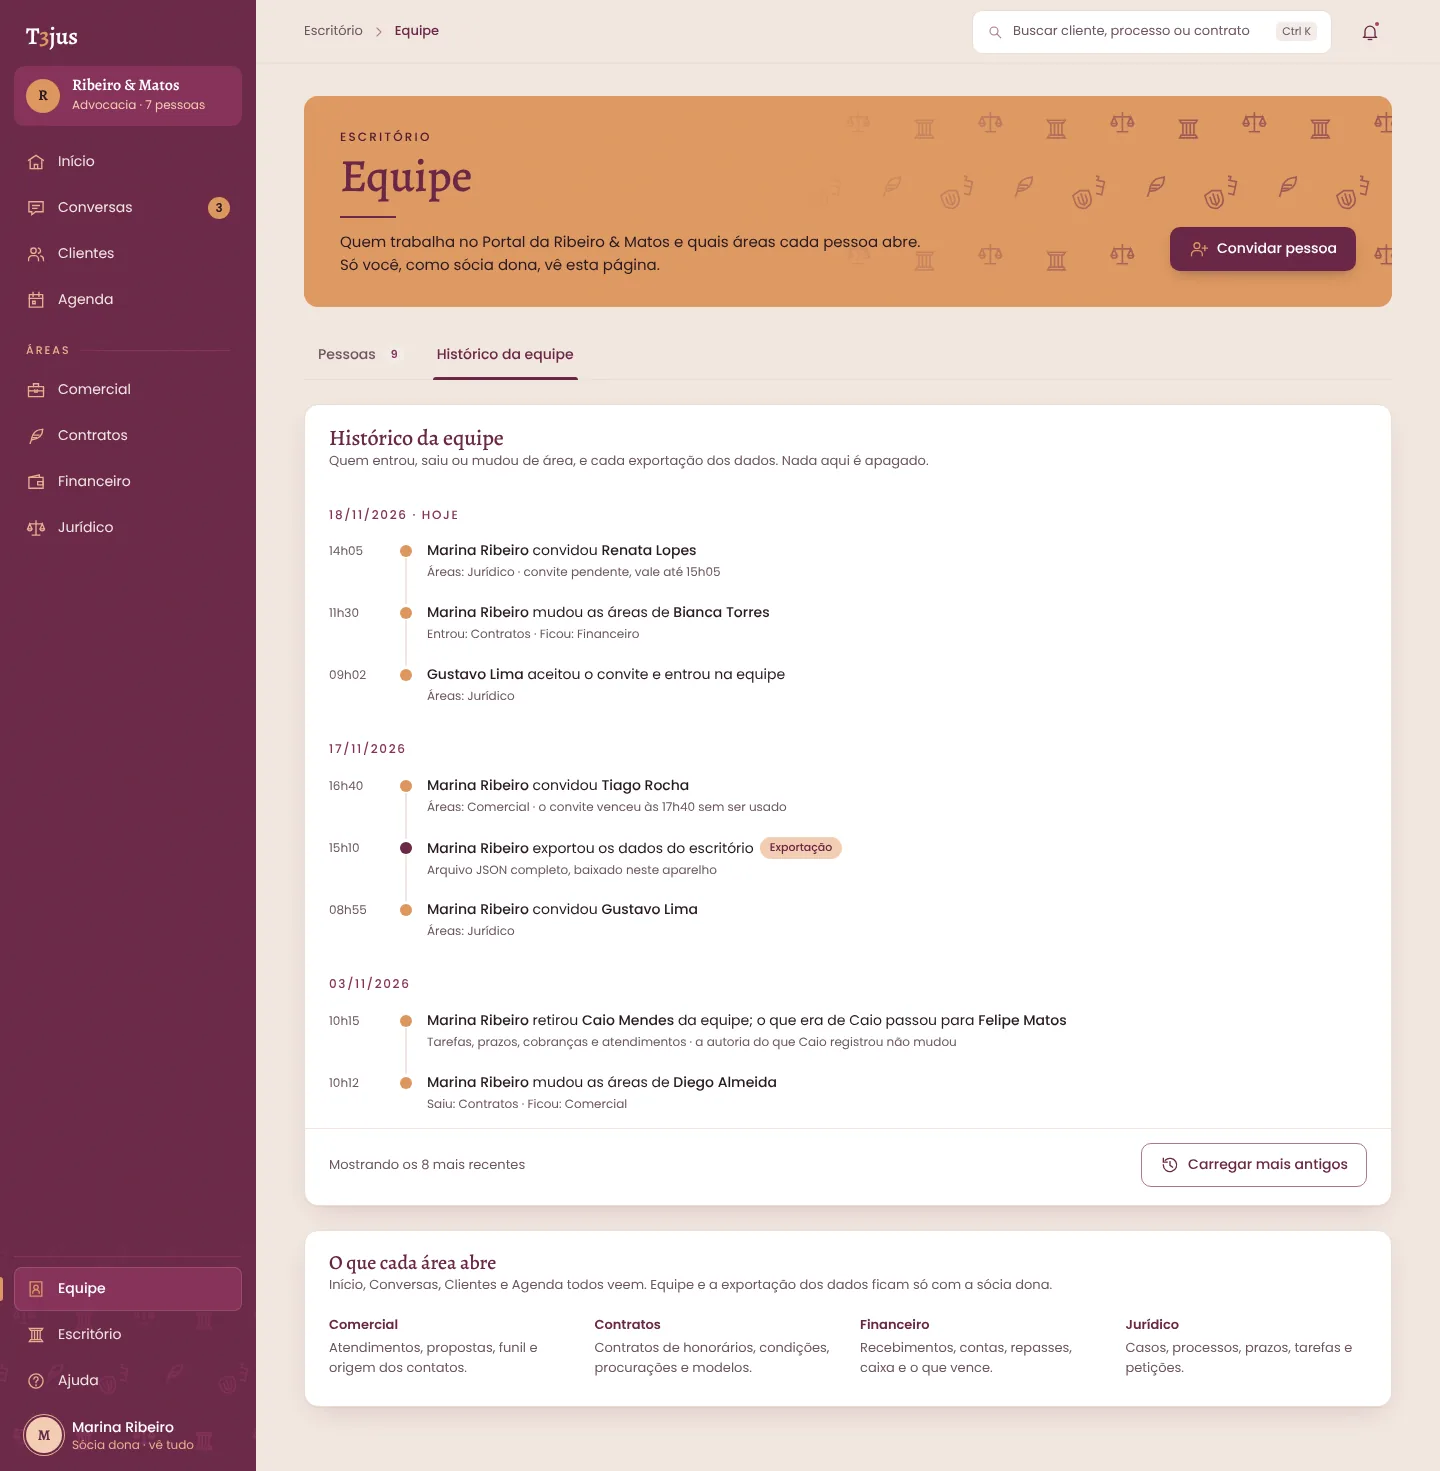 T3jus
R
Ribeiro & Matos
Advocacia · 7 pessoas
Início
Conversas
3
Clientes
Agenda
ÁREAS
Comercial
Contratos
Financeiro
Jurídico
Equipe
Escritório
Ajuda
M
Marina Ribeiro
Sócia dona · vê tudo
Escritório
Equipe
Buscar cliente, processo ou contrato
Ctrl K
ESCRITÓRIO
Equipe
Quem trabalha no Portal da Ribeiro & Matos e quais áreas cada pessoa abre.
Só você, como sócia dona, vê esta página.
Convidar pessoa
Pessoas 9
Histórico da equipe
Histórico da equipe
Quem entrou, saiu ou mudou de área, e cada exportação dos dados. Nada aqui é apagado.
18/11/2026 · HOJE
14h05
Marina Ribeiro convidou Renata Lopes
Áreas: Jurídico · convite pendente, vale até 15h05
11h30
Marina Ribeiro mudou as áreas de Bianca Torres
Entrou: Contratos · Ficou: Financeiro
09h02
Gustavo Lima aceitou o convite e entrou na equipe
Áreas: Jurídico
17/11/2026
16h40
Marina Ribeiro convidou Tiago Rocha
Áreas: Comercial · o convite venceu às 17h40 sem ser usado
15h10
Marina Ribeiro exportou os dados do escritório Exportação
Arquivo JSON completo, baixado neste aparelho
08h55
Marina Ribeiro convidou Gustavo Lima
Áreas: Jurídico
03/11/2026
10h15
Marina Ribeiro retirou Caio Mendes da equipe; o que era de Caio passou para Felipe Matos
Tarefas, prazos, cobranças e atendimentos · a autoria do que Caio registrou não mudou
10h12
Marina Ribeiro mudou as áreas de Diego Almeida
Saiu: Contratos · Ficou: Comercial
Mostrando os 8 mais recentes
Carregar mais antigos
O que cada área abre
Início, Conversas, Clientes e Agenda todos veem. Equipe e a exportação dos dados ficam só com a sócia dona.
Comercial
Atendimentos, propostas, funil e
origem dos contatos.
Contratos
Contratos de honorários, condições,
procurações e modelos.
Financeiro
Recebimentos, contas, repasses,
caixa e o que vence.
Jurídico
Casos, processos, prazos, tarefas e
petições.